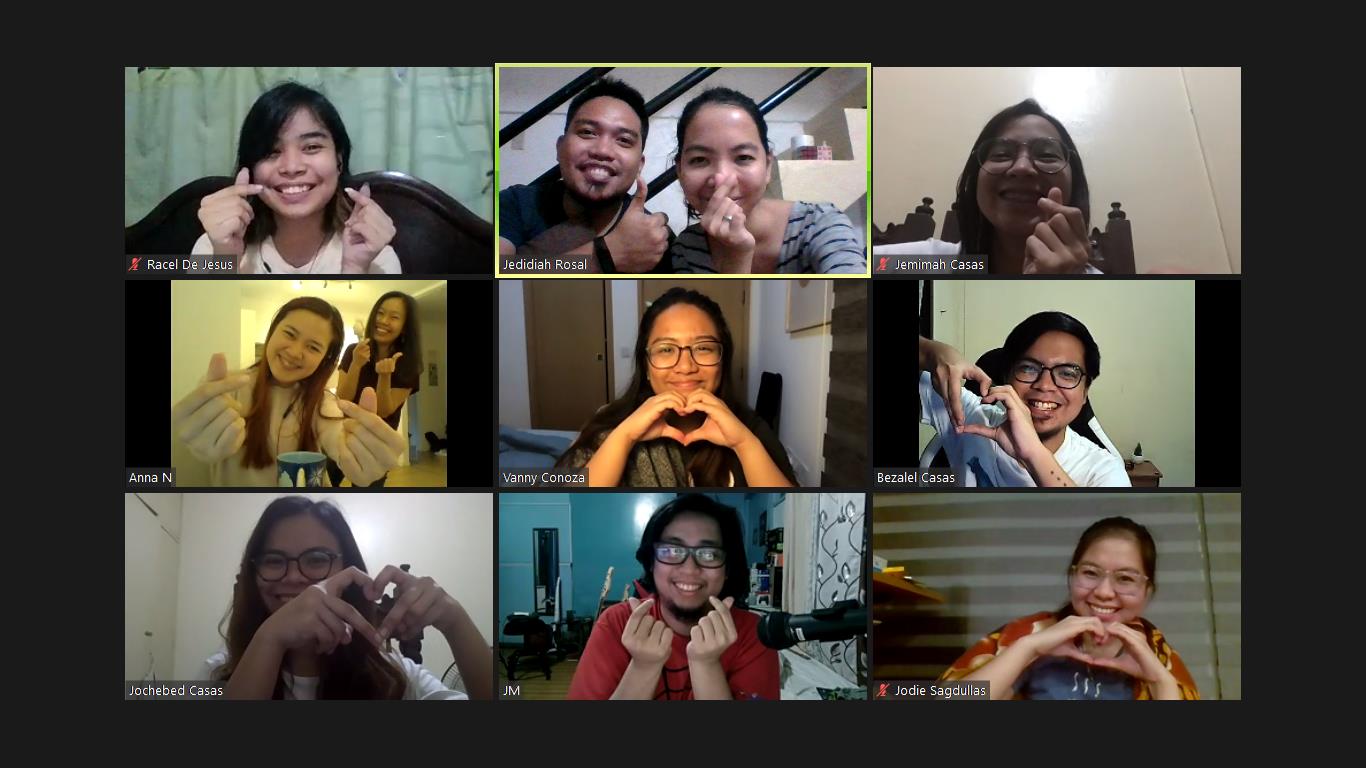 Racel De Jesus
Jedidiah Rosal
Jemimah Casas
Anna N
Vanny Conoza
Bezalel Casas
Jochebed Casas
JM
Jodie Sagdullas